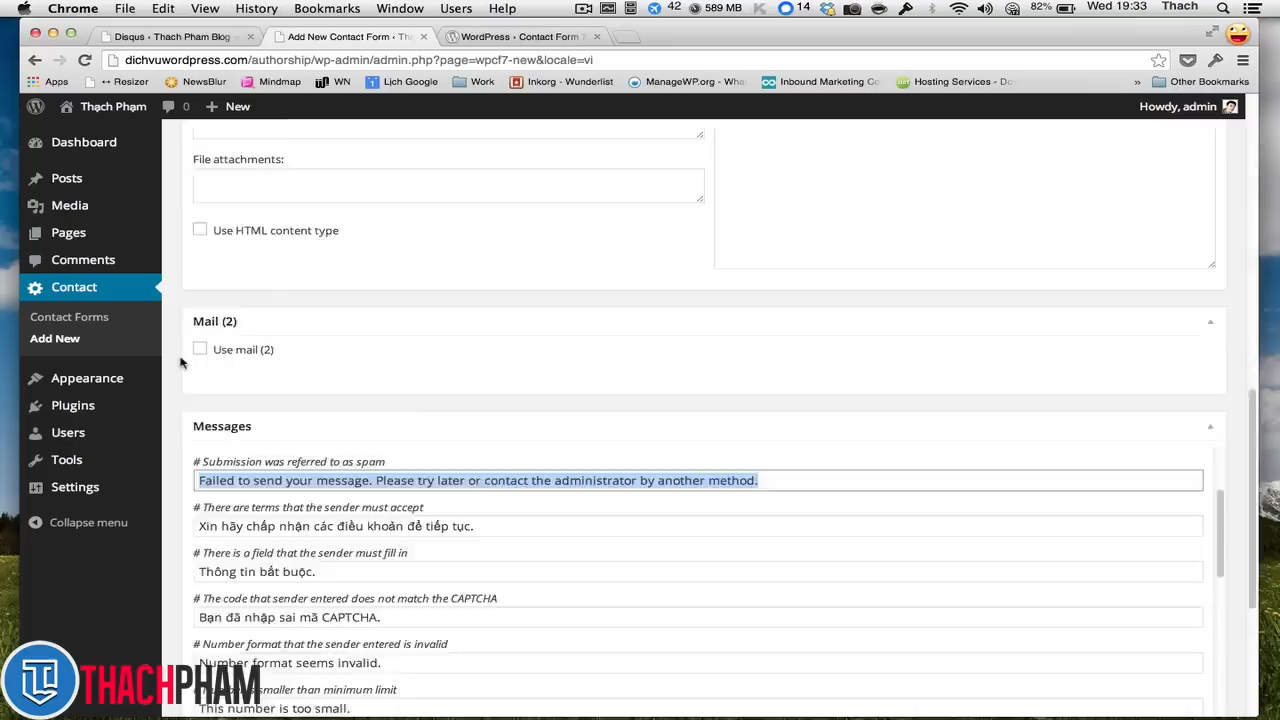 Chrome File Edit View History Bookmarks Window Users Help 42 589 MB 14 82% Wed 19:33 Thach
Disqus - Thach Pham Blog - Add New Contact Form ‹ Th WordPress › Contact Form 7
dichvuwordpress.com/authorship/wp-admin/admin.php?page=wpcf7-new&locale=vi
Apps ↔ Resizer NewsBlur Mindmap WN Lịch Google Work Inbox - Wunderlist ManageWP.org - What Inbound Marketing Co Hosting Services - D » Other Bookmarks
Thạch Phạm 0 + New Howdy, admin
Dashboard
Posts
Media
Pages
Comments
Contact
Contact Forms
Add New
Appearance
Plugins
Users
Tools
Settings
Collapse menu
File attachments:
Use HTML content type
Mail (2)
Use mail (2)
Messages
# Submission was referred to as spam
Failed to send your message. Please try later or contact the administrator by another method.
# There are terms that the sender must accept
Xin hãy chấp nhận các điều khoản để tiếp tục.
# There is a field that the sender must fill in
Thông tin bắt buộc.
# The code that sender entered does not match the CAPTCHA
Bạn đã nhập sai mã CAPTCHA.
# Number format that the sender entered is invalid
Number format seems invalid.
smaller than minimum limit
This number is too small.
THACHPHAM